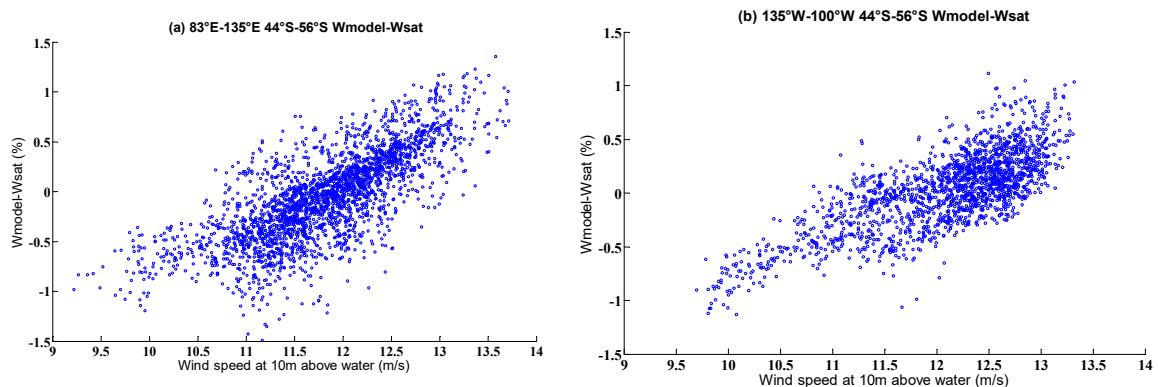 (a) 83°E-135°E 44°S-56°S Wmodel-Wsat
1.5
1
0.5
0
-0.5
-1
-1.5
Wmodel-Wsat (%)
9 9.5 10 10.5 11 11.5 12 12.5 13 13.5 14
Wind speed at 10m above water (m/s)
(b) 135°W-100°W 44°S-56°S Wmodel-Wsat
1.5
1
0.5
0
-0.5
-1
-1.5
Wmodel-Wsat (%)
9 9.5 10 10.5 11 11.5 12 12.5 13 13.5 14
Wind speed at 10m above water (m/s)